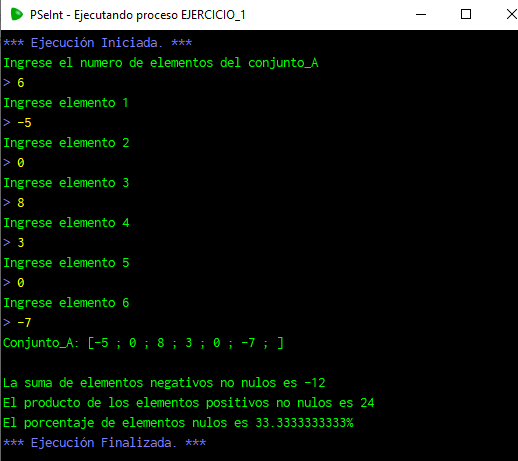 PSeInt - Ejecutando proceso EJERCICIO_1
*** Ejecución Iniciada. ***
Ingrese el numero de elementos del conjunto_A
> 6
Ingrese elemento 1
> -5
Ingrese elemento 2
> 0
Ingrese elemento 3
> 8
Ingrese elemento 4
> 3
Ingrese elemento 5
> 0
Ingrese elemento 6
> -7
Conjunto_A: [-5 ; 0 ; 8 ; 3 ; 0 ; -7 ; ]
La suma de elementos negativos no nulos es -12
El producto de los elementos positivos no nulos es 24
El porcentaje de elementos nulos es 33.3333333333%
*** Ejecución Finalizada. ***